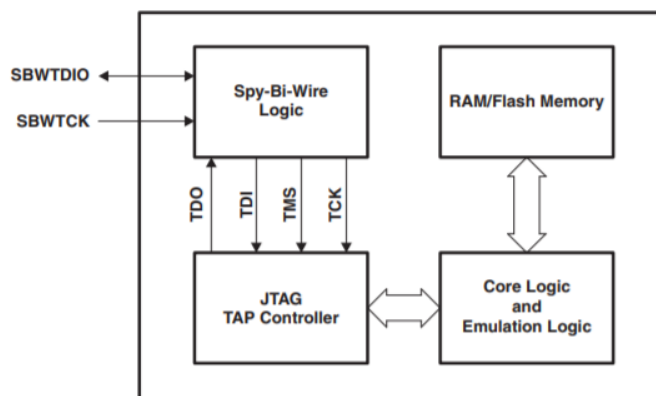 SBWTDIO
SBWTCK
Spy-Bi-Wire
Logic
RAM/Flash Memory
TDO
TDI
TMS
TCK
JTAG
TAP Controller
Core Logic
and
Emulation Logic